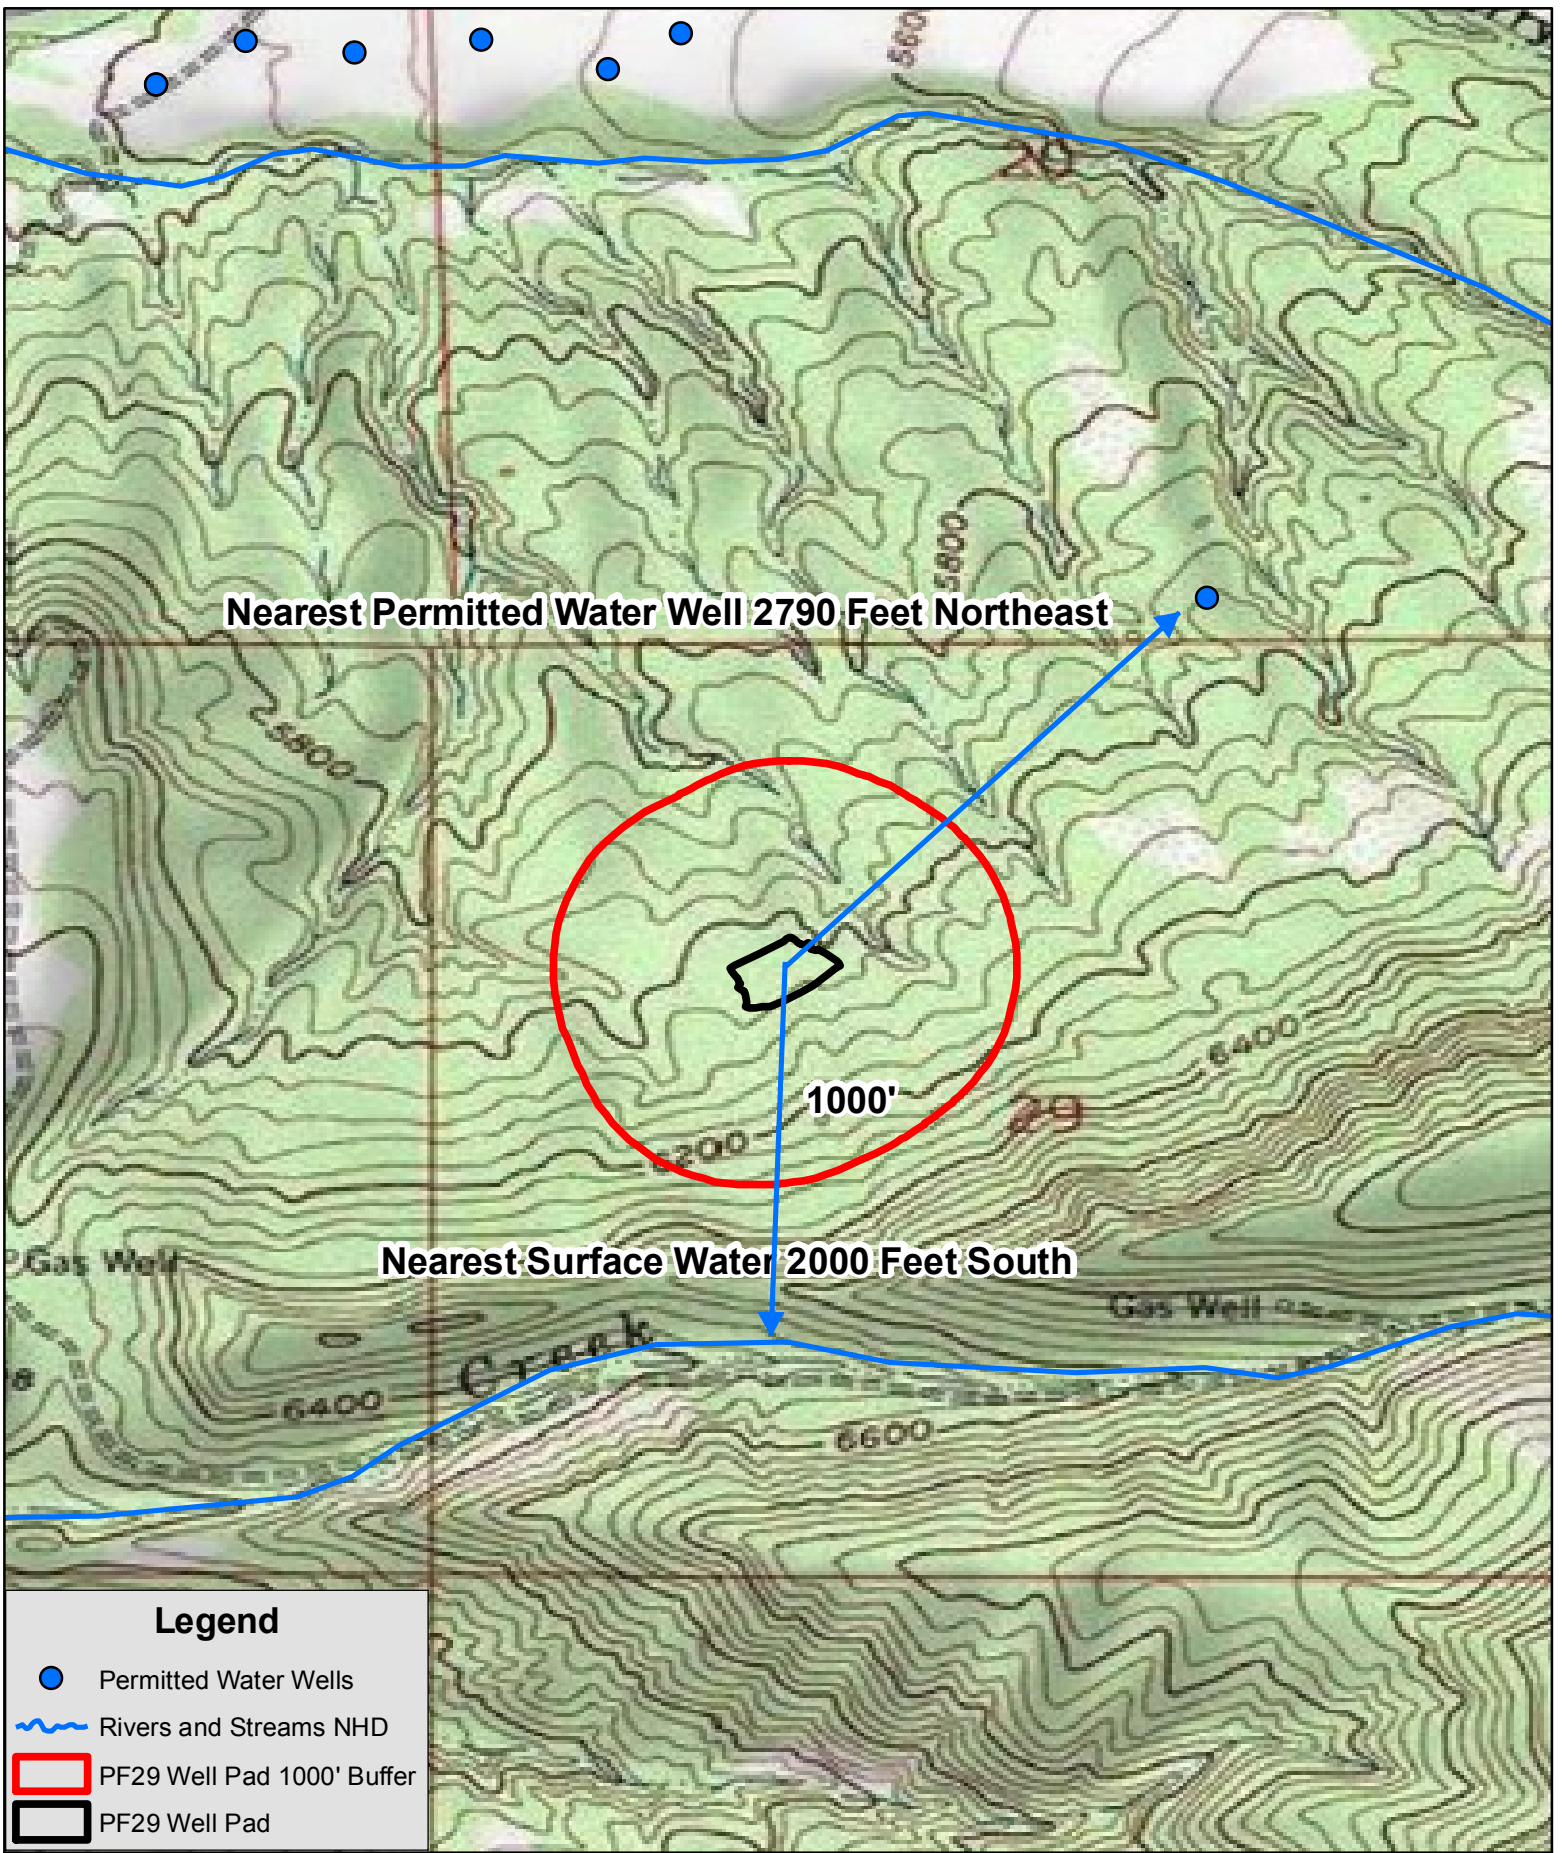 5800
20
5800
Nearest Permitted Water Well 2790 Feet Northeast
5800
6400
1000'
29
6200
Nearest Surface Water 2000 Feet South
Gas Well
Gas Well
Creek
6400
6600
Legend
Permitted Water Wells
Rivers and Streams NHD
PF29 Well Pad 1000' Buffer
PF29 Well Pad